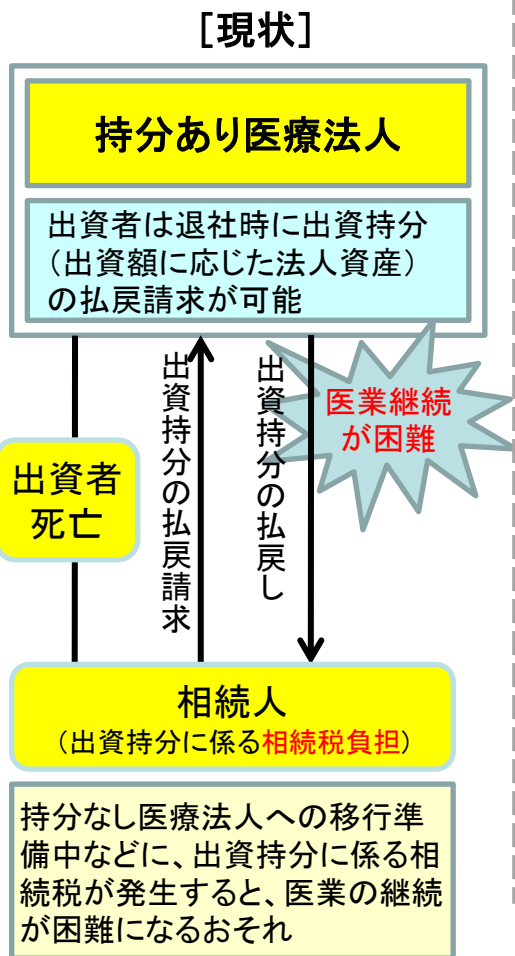 ［現状］
持分あり医療法人
出資者は退社時に出資持分
（出資額に応じた法人資産）
の払戻請求が可能
出資持分の払戻請求
出資持分の払戻し
医業継続
が困難
出資者
死亡
相続人
（出資持分に係る相続税負担）
持分なし医療法人への移行準
備中などに、出資持分に係る相
続税が発生すると、医業の継続
が困難になるおそれ